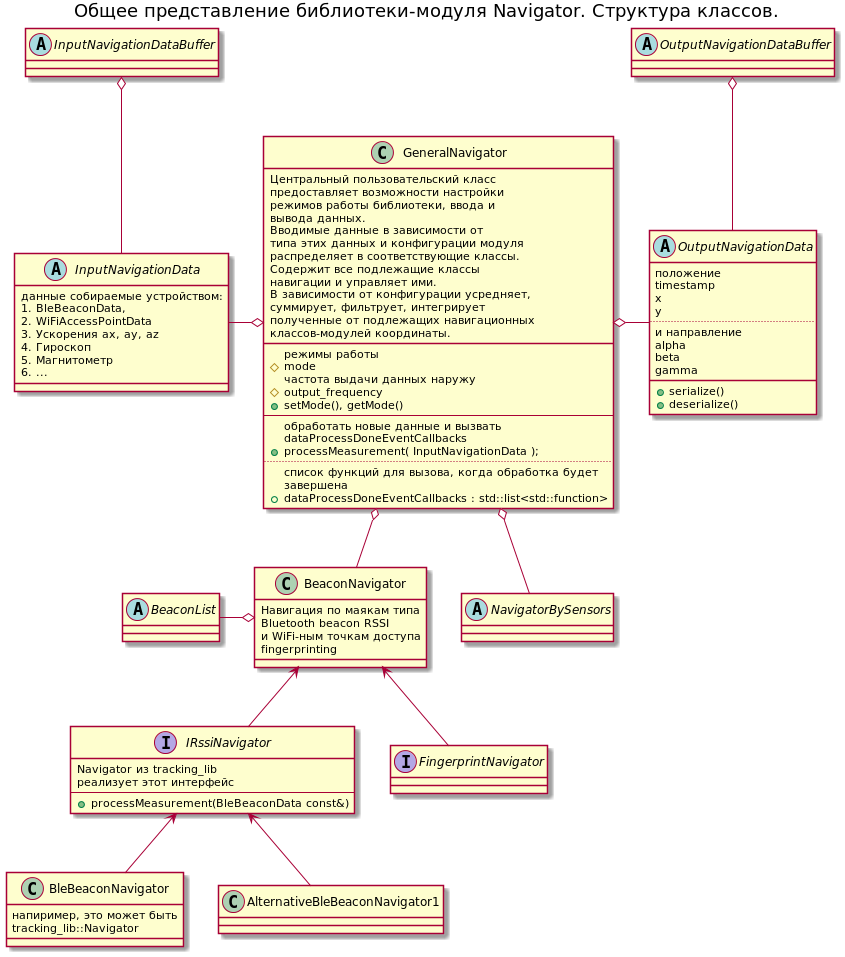 Общее представление библиотеки-модуля Navigator. Структура классов.
A InputNavigationDataBuffer
A OutputNavigationDataBuffer
C GeneralNavigator
Центральный пользовательский класс
предоставляет возможности настройки
режимов работы библиотеки, ввода и
вывода данных.
Вводимые данные в зависимости от
типа этих данных и конфигурации модуля
распределяет в соответствующие классы.
Содержит все подлежащие классы
навигации и управляет ими.
В зависимости от конфигурации усредняет,
суммирует, фильтрует, интегрирует
полученные от подлежащих навигационных
классов-модулей координаты.
режимы работы
mode
частота выдачи данных наружу
output_frequency
setMode(), getMode()
обработать новые данные и вызвать
dataProcessDoneEventCallbacks
processMeasurement( InputNavigationData );
список функций для вызова, когда обработка будет
завершена
dataProcessDoneEventCallbacks : std::list<std::function>
A InputNavigationData
данные собираемые устройством:
1. BleBeaconData,
2. WiFiAccessPointData
3. Ускорения ax, ay, az
4. Гироскоп
5. Магнитометр
6. ...
A OutputNavigationData
положение
timestamp
x
y
и направление
alpha
beta
gamma
serialize()
deserialize()
A BeaconList
C BeaconNavigator
Навигация по маякам типа
Bluetooth beacon RSSI
и WiFi-ным точкам доступа
fingerprinting
A NavigatorBySensors
I IRssiNavigator
Navigator из tracking_lib
реализует этот интерфейс
processMeasurement(BleBeaconData const&)
I FingerprintNavigator
C BleBeaconNavigator
напиример, это может быть
tracking_lib::Navigator
C AlternativeBleBeaconNavigator1